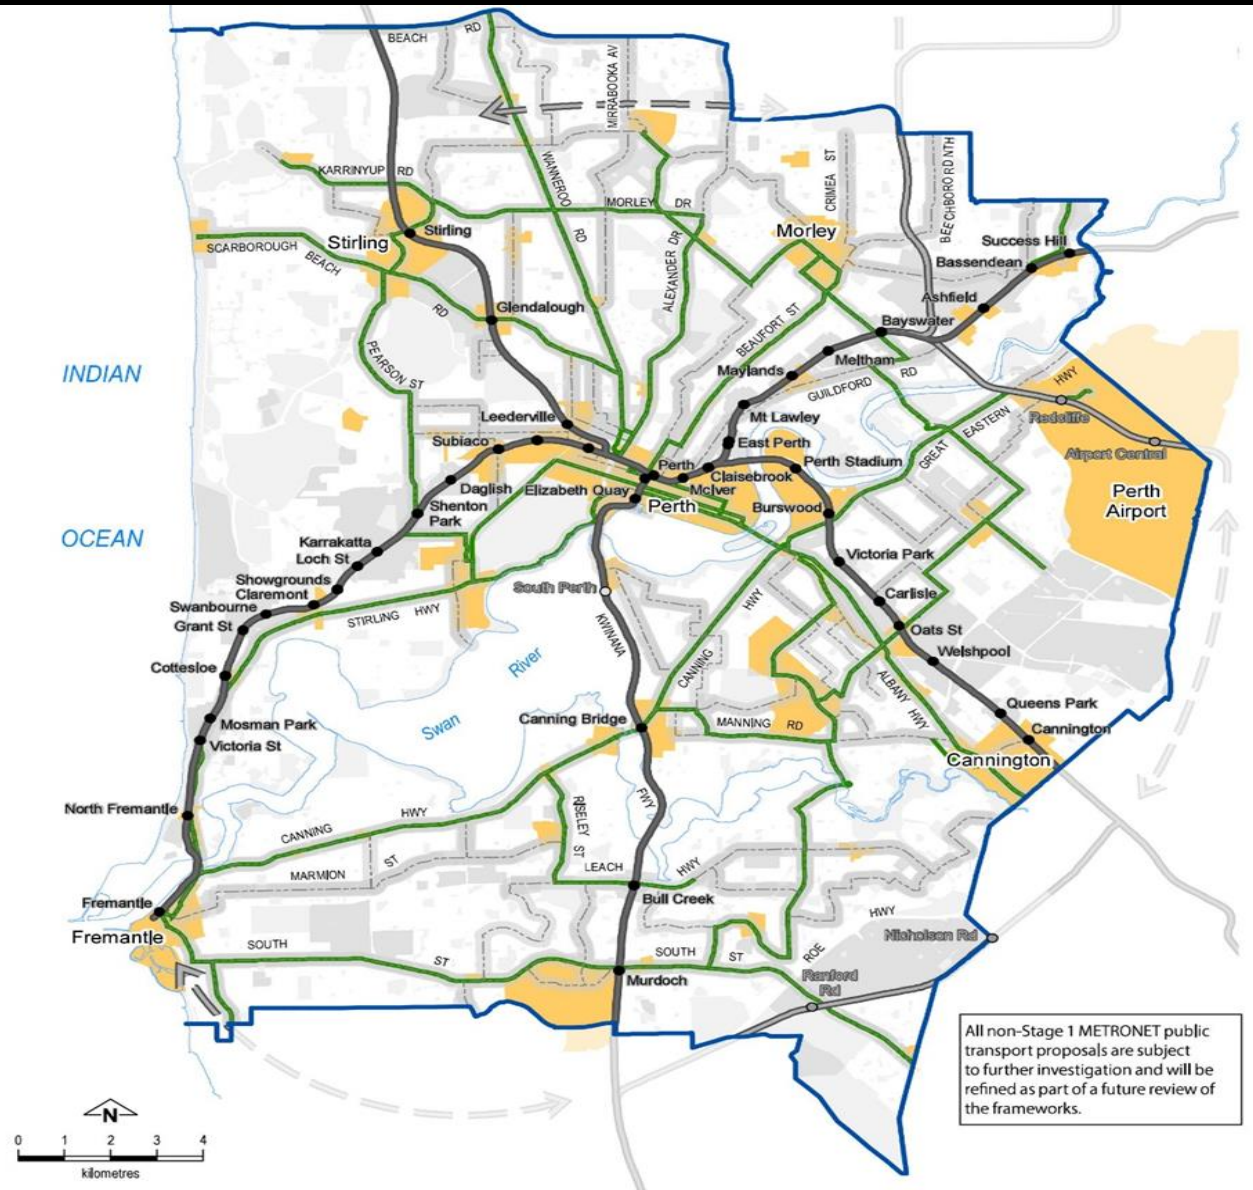 BEACH
RD
MIRRABOOKA AV
KARRINYUP RD
WANNEROO
RD
MORLEY DR
CRIMEA ST
BEECHBORO RD NTH
Stirling
Stirling
SCARBOROUGH
BEACH
RD
ALEXANDER DR
Morley
Success Hill
Bassendean
Ashfield
Bayswater
Glendalough
BEAUFORT ST
Meltham
Maylands
GUILDFORD RD
INDIAN
PEARSON ST
HWY
Redcliffe
Mt Lawley
Leederville
Subiaco
East Perth
GREAT EASTERN
Airport Central
Perth
Claisebrook
Perth Stadium
Daglish
Elizabeth Quay
McIver
Perth
Burswood
Perth
Airport
Shenton
Park
OCEAN
Karrakatta
Loch St
Victoria Park
Showgrounds
Claremont
South Perth
Swanbourne
Grant St
STIRLING HWY
KWINANA
HWY
Carlisle
Oats St
Welshpool
Cottesloe
River
CANNING
ALBANY HWY
Queens Park
Mosman Park
Swan
Canning Bridge
MANNING RD
Cannington
Victoria St
Cannington
North Fremantle
FWY
CANNING
HWY
RISELEY ST
MARMION
ST
LEACH
HWY
Fremantle
Bull Creek
HWY
Fremantle
SOUTH
ST
SOUTH
ST
ROE
Nicholson Rd
Murdoch
Ranford
Rd
All non-Stage 1 METRONET public
transport proposals are subject
to further investigation and will be
refined as part of a future review of
the frameworks.
N
0 1 2 3 4
kilometres